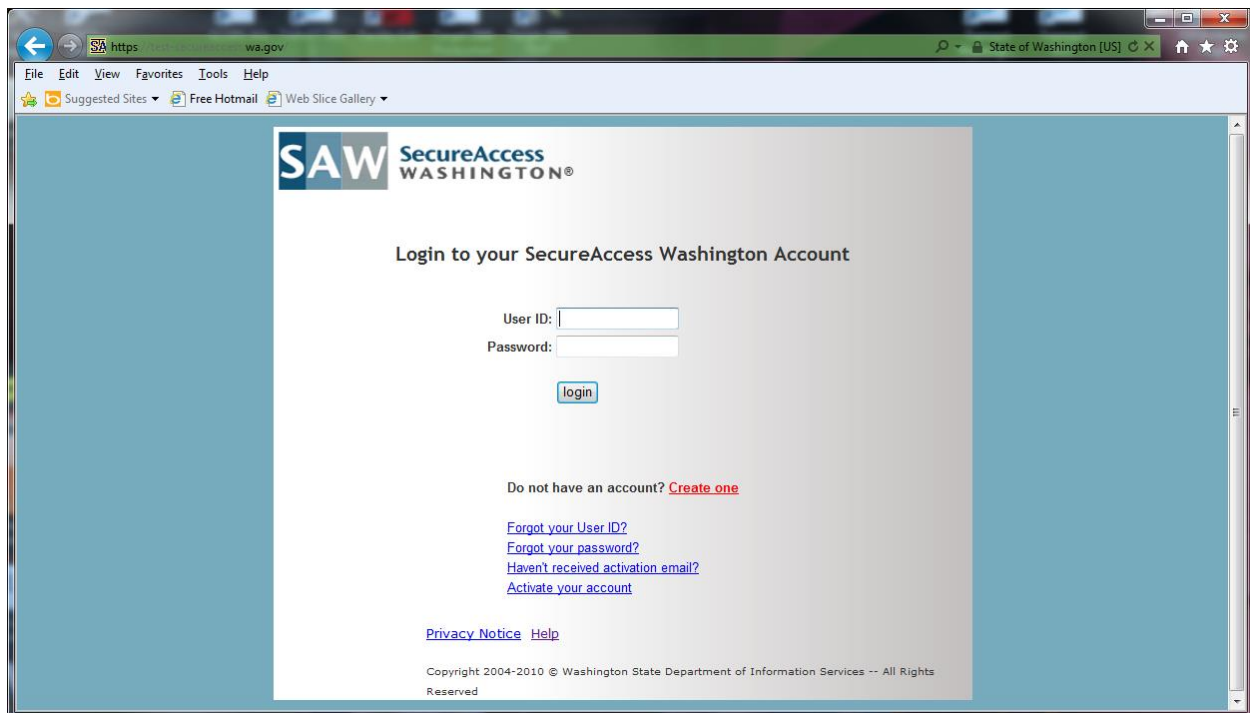 SA https wa.gov State of Washington [US]
File Edit View Favorites Tools Help
Suggested Sites Free Hotmail Web Slice Gallery
SAW SecureAccess
WASHINGTON®
Login to your SecureAccess Washington Account
User ID:
Password:
login
Do not have an account? Create one
Forgot your User ID?
Forgot your password?
Haven't received activation email?
Activate your account
Privacy Notice Help
Copyright 2004-2010 © Washington State Department of Information Services -- All Rights
Reserved